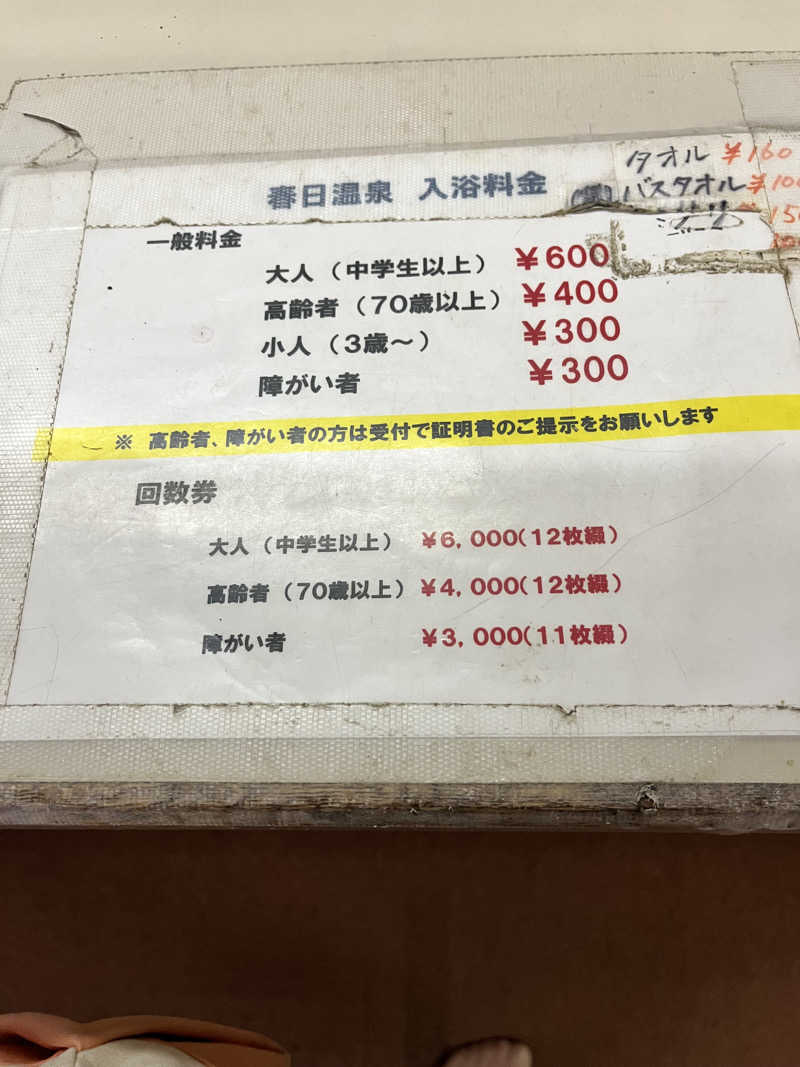 春日温泉 入浴料金
タオル ¥160
バスタオル
一般料金
大人（中学生以上） ¥600
高齢者（70歳以上） ¥400
小人（3歳～） ¥300
障がい者 ¥300
※ 高齢者、障がい者の方は受付で証明書のご提示をお願いします
回数券
大人（中学生以上） ¥6,000（12枚綴）
高齢者（70歳以上） ¥4,000（12枚綴）
障がい者 ¥3,000（11枚綴）